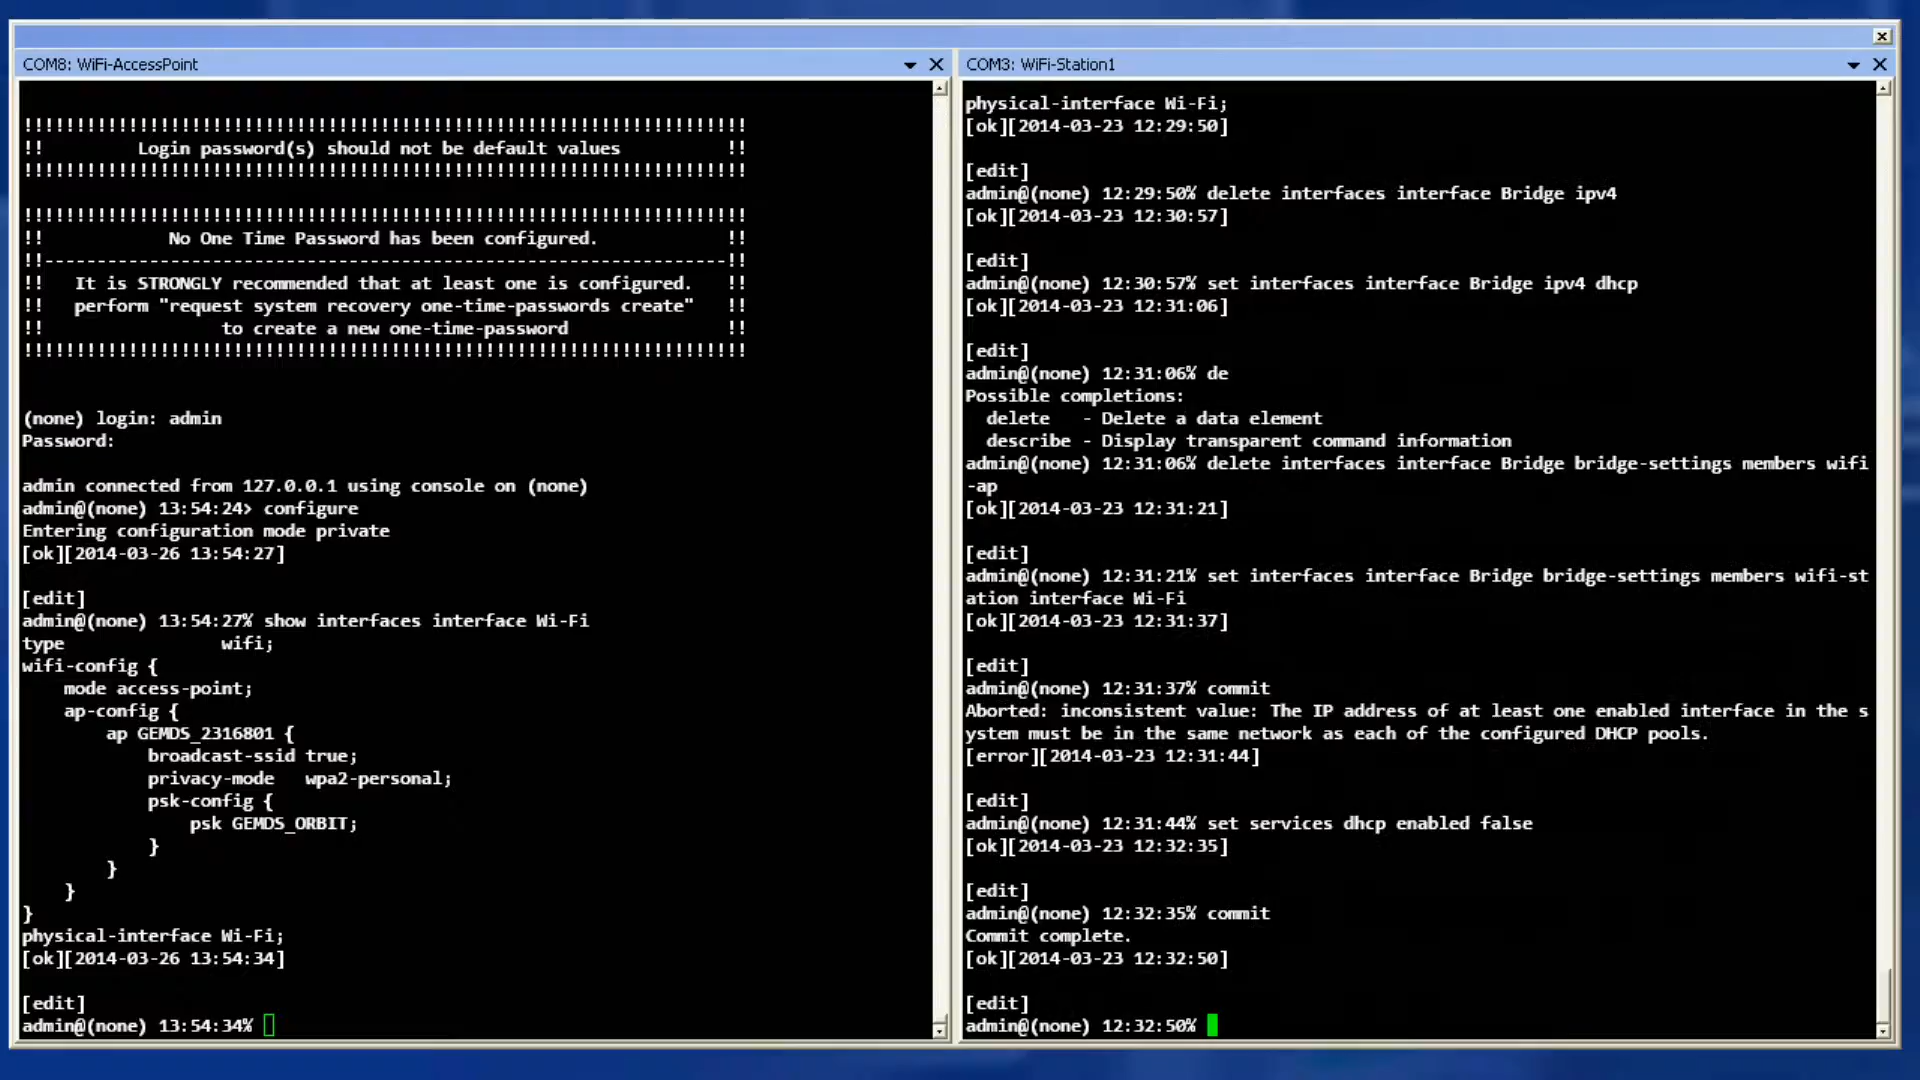 COM8: WiFi-AccessPoint
!!!!!!!!!!!!!!!!!!!!!!!!!!!!!!!!!!!!!!!!!!!!!!!!!!!!!!!!!!!!!!!!!!!!!
!! Login password(s) should not be default values !!
!!!!!!!!!!!!!!!!!!!!!!!!!!!!!!!!!!!!!!!!!!!!!!!!!!!!!!!!!!!!!!!!!!!!!
!!!!!!!!!!!!!!!!!!!!!!!!!!!!!!!!!!!!!!!!!!!!!!!!!!!!!!!!!!!!!!!!!!!!!
!! No One Time Password has been configured. !!
!!-----------------------------------------------------------------!!
!! It is STRONGLY recommended that at least one is configured. !!
!! perform "request system recovery one-time-passwords create" !!
!! to create a new one-time-password !!
!!!!!!!!!!!!!!!!!!!!!!!!!!!!!!!!!!!!!!!!!!!!!!!!!!!!!!!!!!!!!!!!!!!!!
(none) login: admin
Password:
admin connected from 127.0.0.1 using console on (none)
admin@(none) 13:54:24> configure
Entering configuration mode private
[ok][2014-03-26 13:54:27]
[edit]
admin@(none) 13:54:27% show interfaces interface Wi-Fi
type wifi;
wifi-config {
mode access-point;
ap-config {
ap GEMDS_2316801 {
broadcast-ssid true;
privacy-mode wpa2-personal;
psk-config {
psk GEMDS_ORBIT;
}
}
}
}
physical-interface Wi-Fi;
[ok][2014-03-26 13:54:34]
[edit]
admin@(none) 13:54:34%
COM3: WiFi-Station1
physical-interface Wi-Fi;
[ok][2014-03-23 12:29:50]
[edit]
admin@(none) 12:29:50% delete interfaces interface Bridge ipv4
[ok][2014-03-23 12:30:57]
[edit]
admin@(none) 12:30:57% set interfaces interface Bridge ipv4 dhcp
[ok][2014-03-23 12:31:06]
[edit]
admin@(none) 12:31:06% de
Possible completions:
delete - Delete a data element
describe - Display transparent command information
admin@(none) 12:31:06% delete interfaces interface Bridge bridge-settings members wifi
-ap
[ok][2014-03-23 12:31:21]
[edit]
admin@(none) 12:31:21% set interfaces interface Bridge bridge-settings members wifi-st
ation interface Wi-Fi
[ok][2014-03-23 12:31:37]
[edit]
admin@(none) 12:31:37% commit
Aborted: inconsistent value: The IP address of at least one enabled interface in the s
ystem must be in the same network as each of the configured DHCP pools.
[error][2014-03-23 12:31:44]
[edit]
admin@(none) 12:31:44% set services dhcp enabled false
[ok][2014-03-23 12:32:35]
[edit]
admin@(none) 12:32:35% commit
Commit complete.
[ok][2014-03-23 12:32:50]
[edit]
admin@(none) 12:32:50%